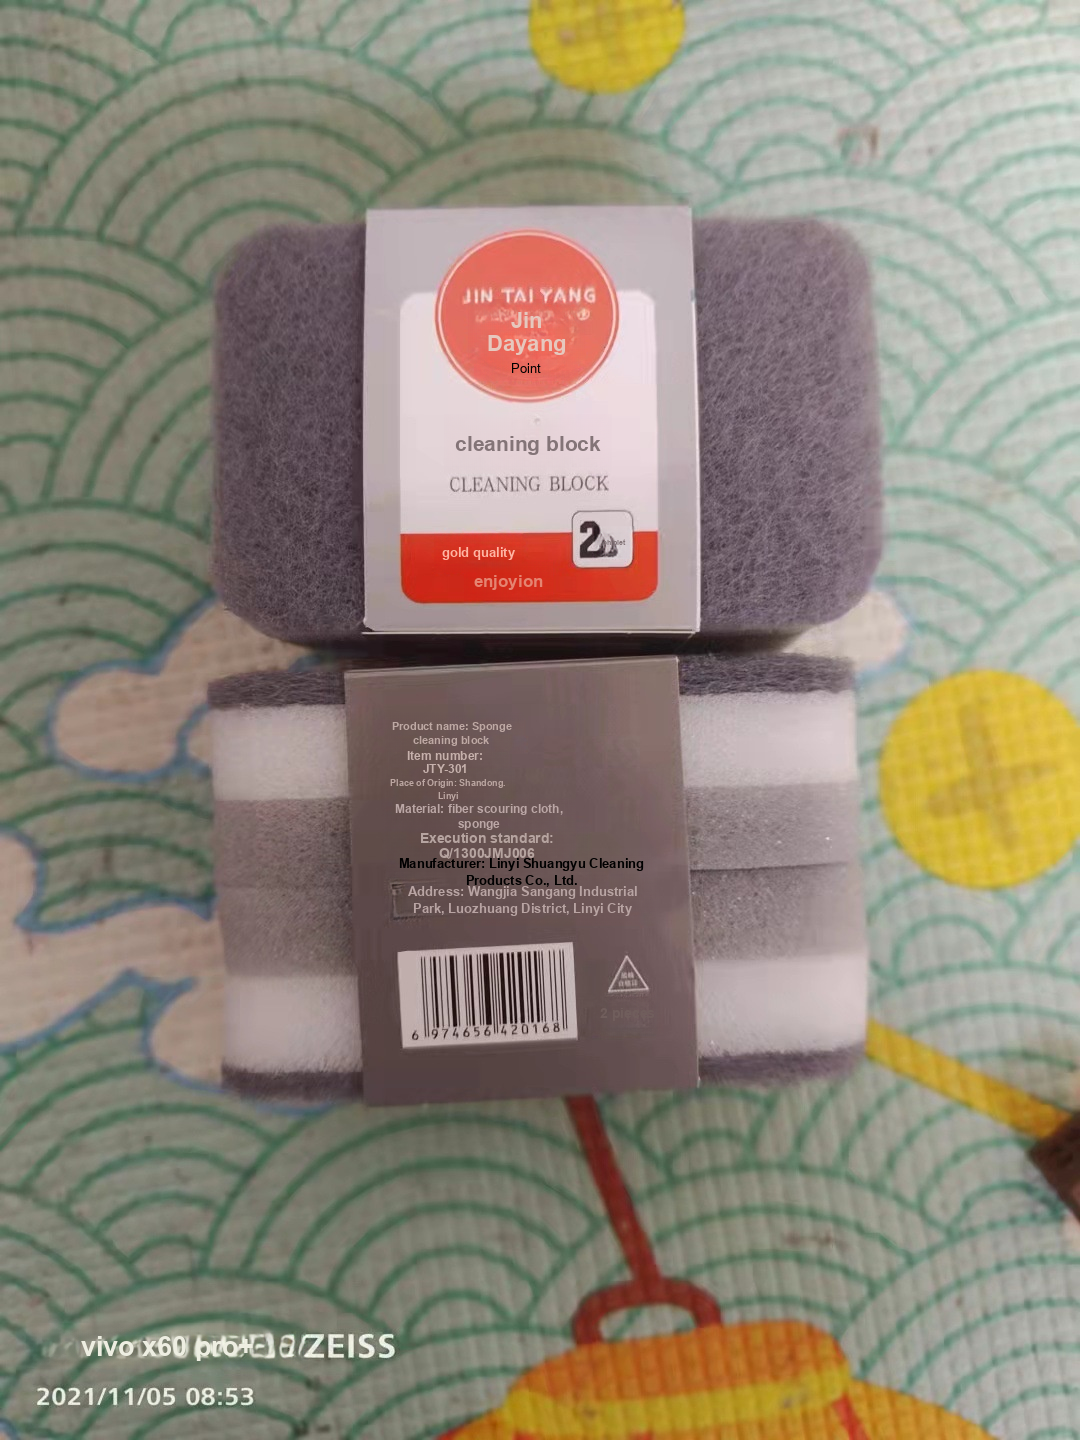 JIN TAI YANG
Jin
Dayang
Point
cleaning block
CLEANING BLOCK
2
gold quality
enjoyion
Product name: Sponge
cleaning block
Item number:
JTY-301
Place of Origin: Shandong.
Linyi
Material: fiber scouring cloth,
sponge
Execution standard:
Q/1300JMJ006
Manufacturer: Linyi Shuangyu Cleaning
Products Co., Ltd.
Address: Wangjia Sangang Industrial
Park, Luozhuang District, Linyi City
6 974656 420168
2 pieces
vivo x60 pro+ ZEISS
2021/11/05 08:53